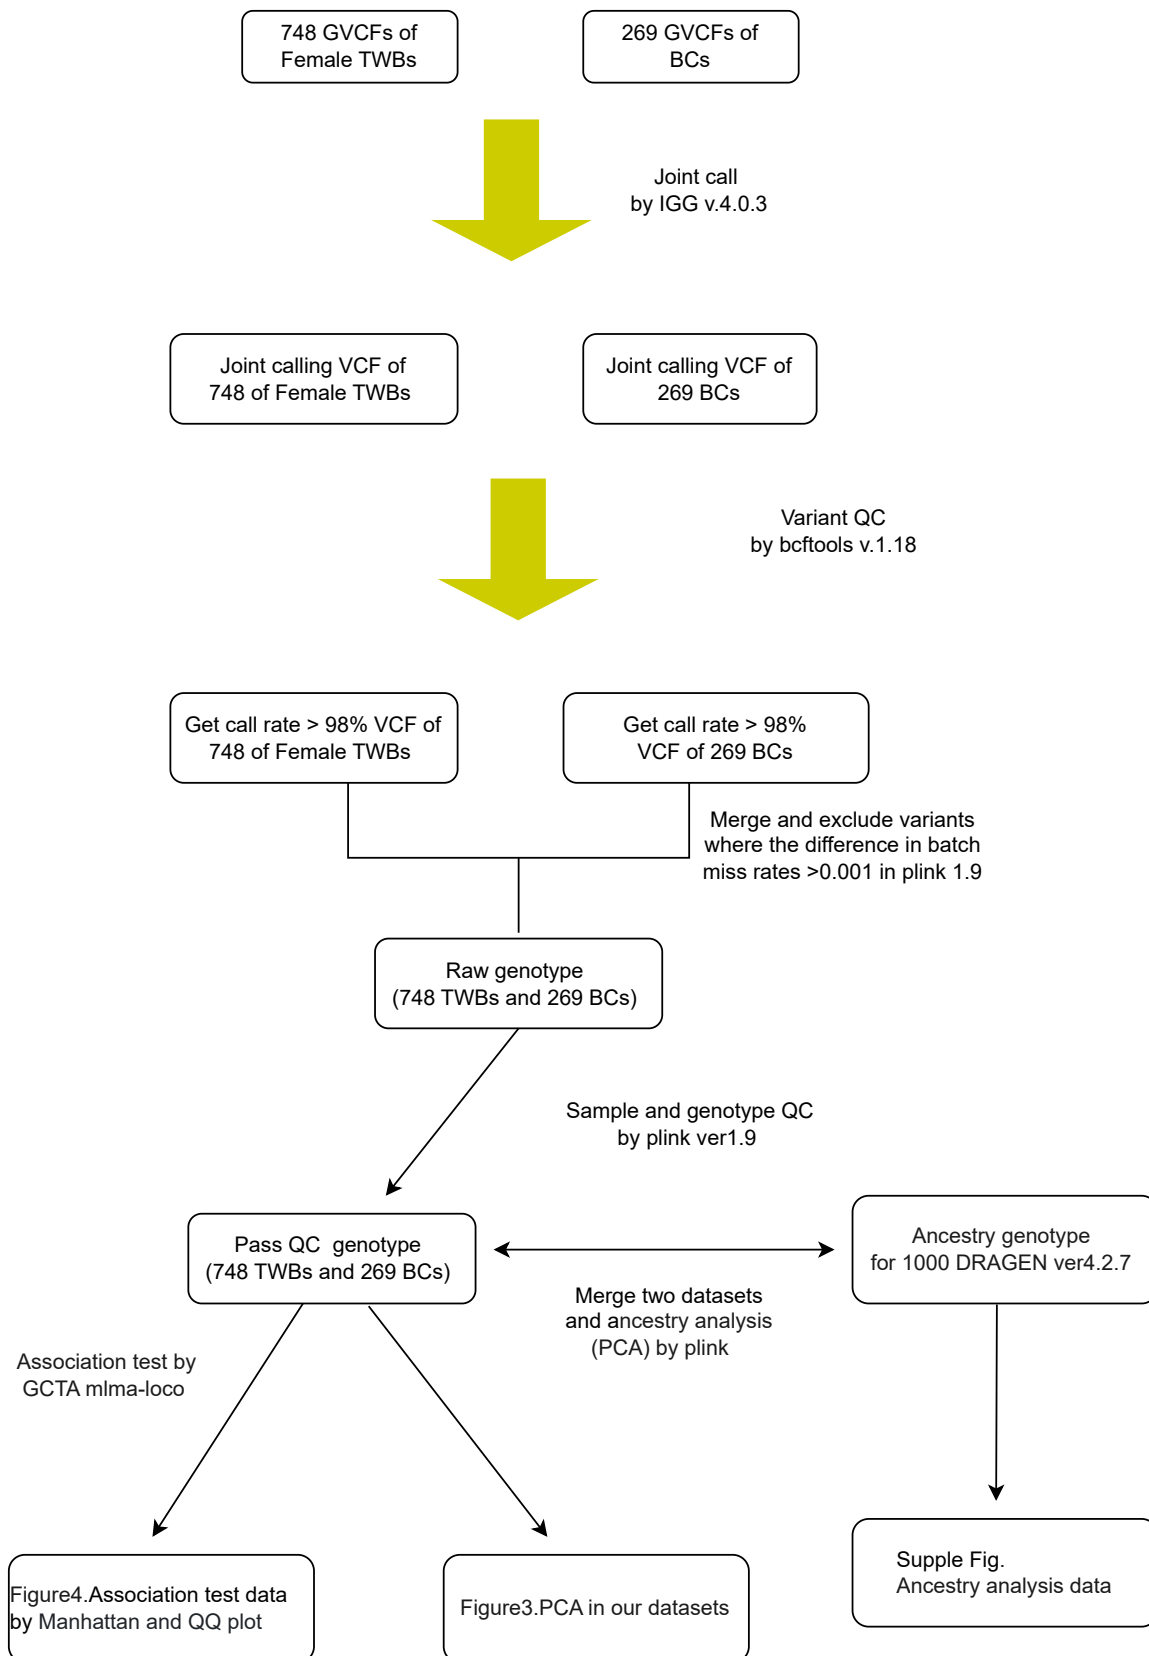 748 GVCFs of
Female TWBs
269 GVCFs of
BCs
Joint call
by IGG v.4.0.3
Joint calling VCF of
748 of Female TWBs
Joint calling VCF of
269 BCs
Variant QC
by bcftools v.1.18
Get call rate > 98% VCF of
748 of Female TWBs
Get call rate > 98%
VCF of 269 BCs
Merge and exclude variants
where the difference in batch
miss rates >0.001 in plink 1.9
Raw genotype
(748 TWBs and 269 BCs)
Sample and genotype QC
by plink ver1.9
Pass QC genotype
(748 TWBs and 269 BCs)
Ancestry genotype
for 1000 DRAGEN ver4.2.7
Merge two datasets
and ancestry analysis
(PCA) by plink
Association test by
GCTA mlma-loco
Figure4.Association test data
by Manhattan and QQ plot
Figure3.PCA in our datasets
Supple Fig.
Ancestry analysis data